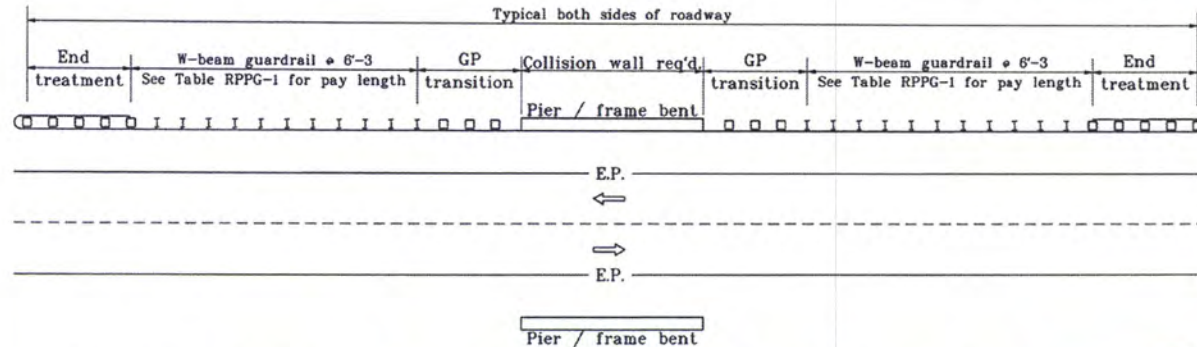 Typical both sides of roadway
End treatment
W-beam guardrail @ 6'-3
See Table RPPG-1 for pay length
GP transition
Collision wall req'd.
GP transition
W-beam guardrail @ 6'-3
See Table RPPG-1 for pay length
End treatment
Pier / frame bent
E.P.
E.P.
Pier / frame bent